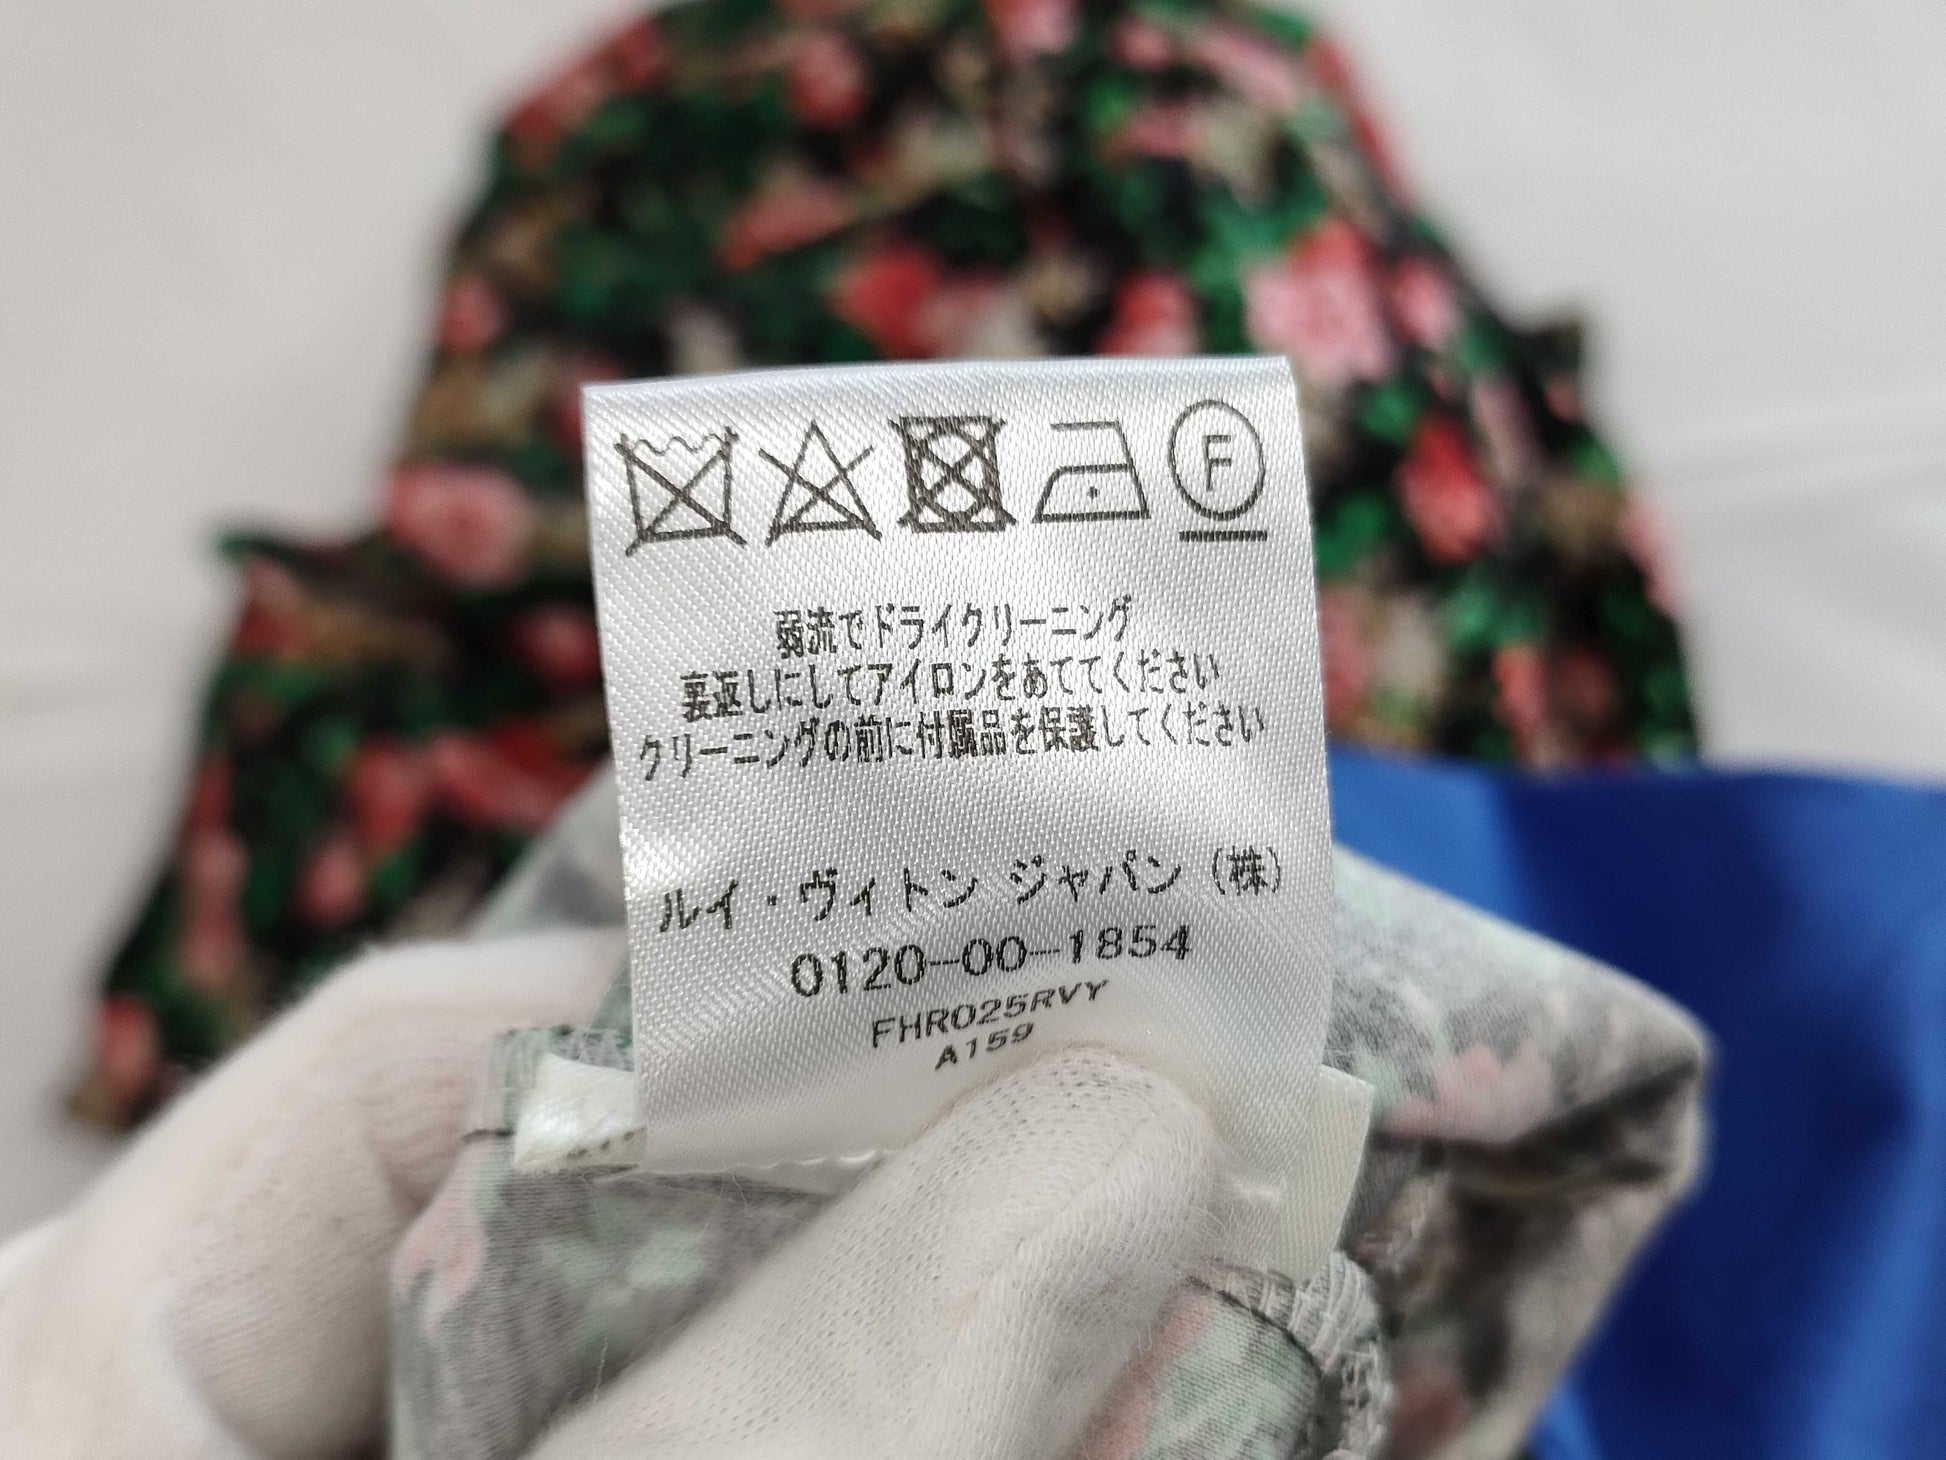 F
弱流でドライクリーニング
裏返しにしてアイロンをあててください
クリーニングの前に付属品を保護してください
ルイ・ヴィトン ジャパン (株)
0120-00-1854
FHRO25RVY
A159